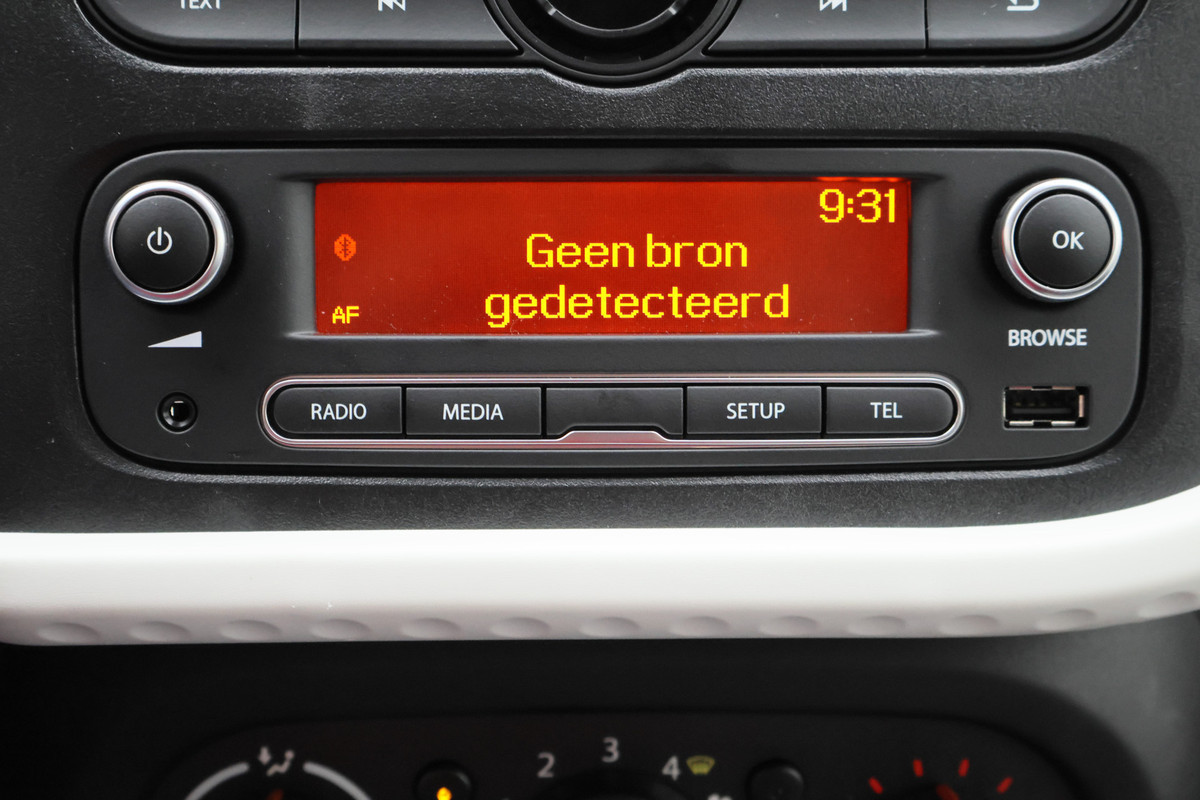 TEXT
9:31
Geen bron
gedetecteerd
AF
OK
BROWSE
RADIO MEDIA SETUP TEL
2 3 4